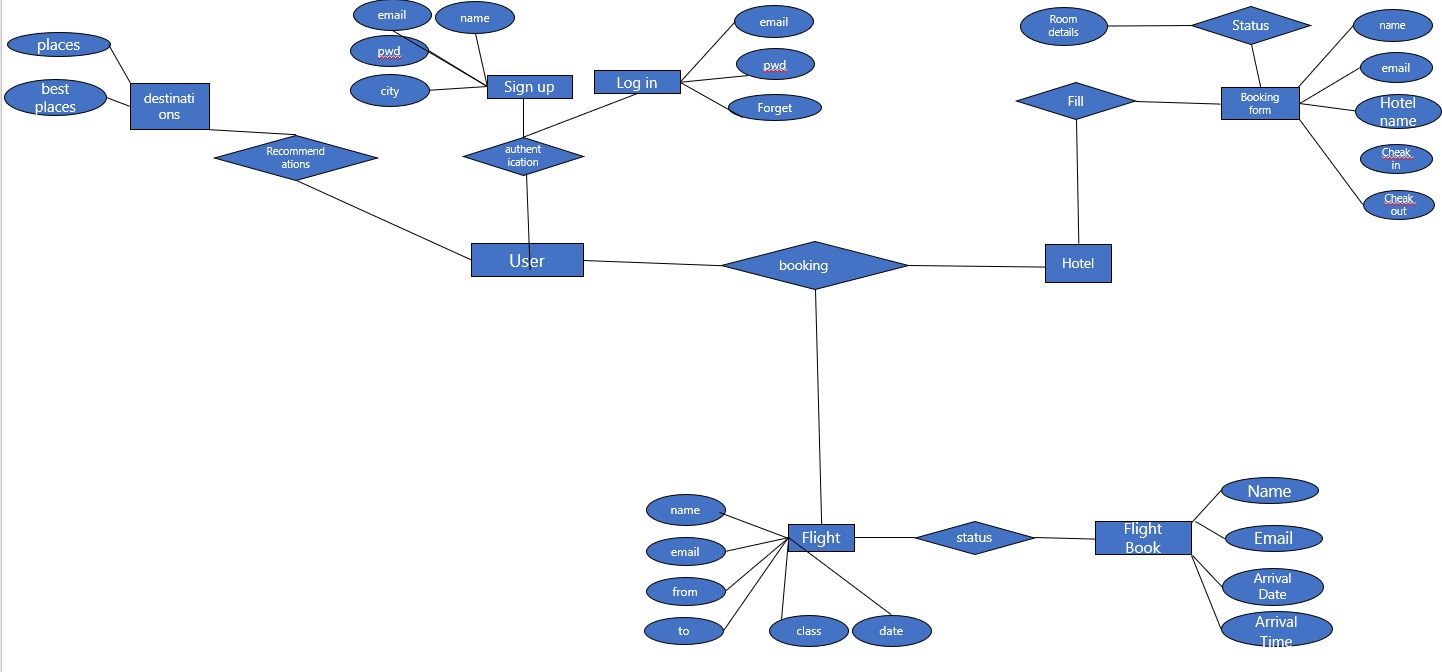 email
name
places
pwd
best
places
city
destinati
ons
Sign up
Log in
email
pwd
Forget
Recommend
ations
authent
ication
Room
details
Status
name
email
Fill
Booking
form
Hotel
name
Cheak
in
Cheak
out
User
booking
Hotel
name
email
from
to
class
date
Flight
status
Flight
Book
Name
Email
Arrival
Date
Arrival
Time